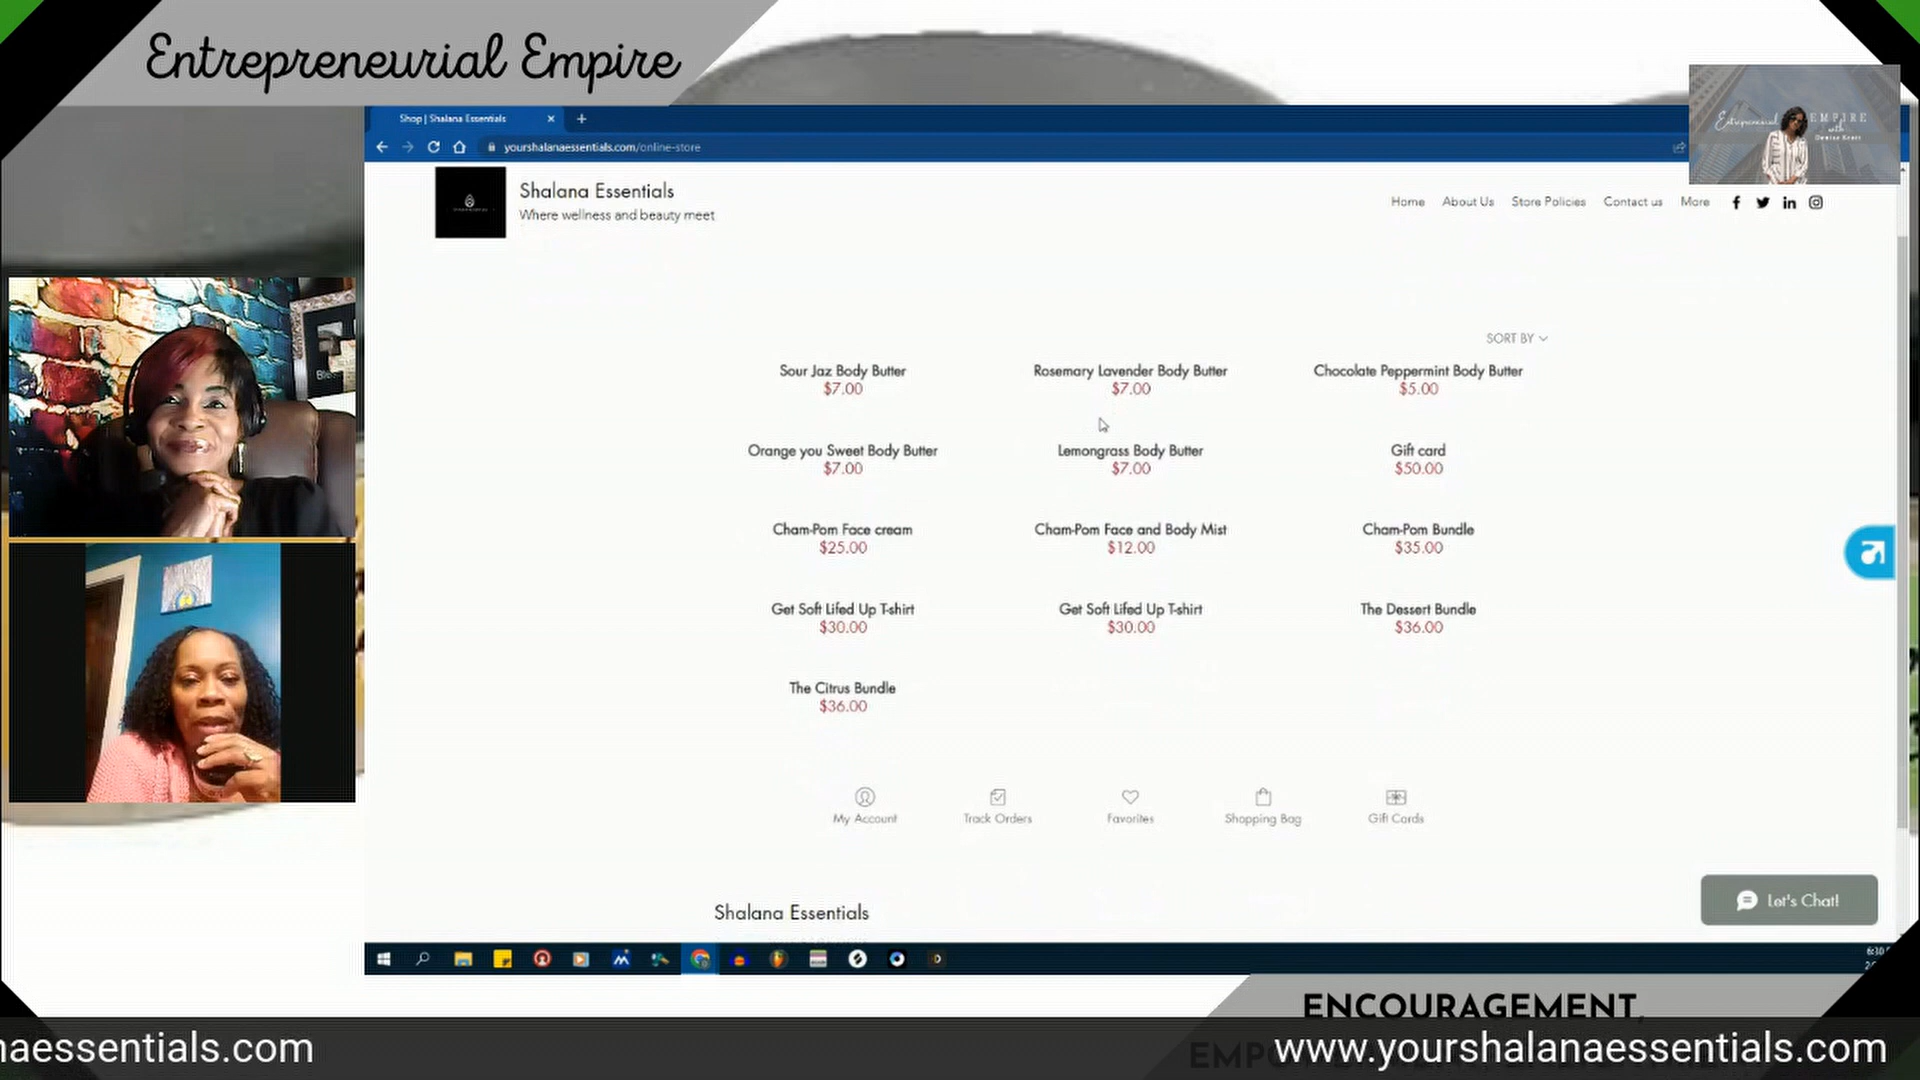 Entrepreneurial Empire
Entrepreneurial EMPIRE
with
Shop | Shalana Essentials
yourshalanaessentials.com/online-store
Shalana Essentials
Where wellness and beauty meet
Home About Us Store Policies Contact us More
SORT BY
Sour Jaz Body Butter
$7.00
Rosemary Lavender Body Butter
$7.00
Chocolate Peppermint Body Butter
$5.00
Orange you Sweet Body Butter
$7.00
Lemongrass Body Butter
$7.00
Gift card
$50.00
Cham-Pom Face cream
$25.00
Cham-Pom Face and Body Mist
$12.00
Cham-Pom Bundle
$35.00
Get Soft Lifed Up T-shirt
$30.00
Get Soft Lifed Up T-shirt
$30.00
The Dessert Bundle
$36.00
The Citrus Bundle
$36.00
My Account Track Orders Favorites Shopping Bag Gift Cards
Shalana Essentials
Let's Chat!
ENCOURAGEMENT,
naessentials.com www.yourshalanaessentials.com